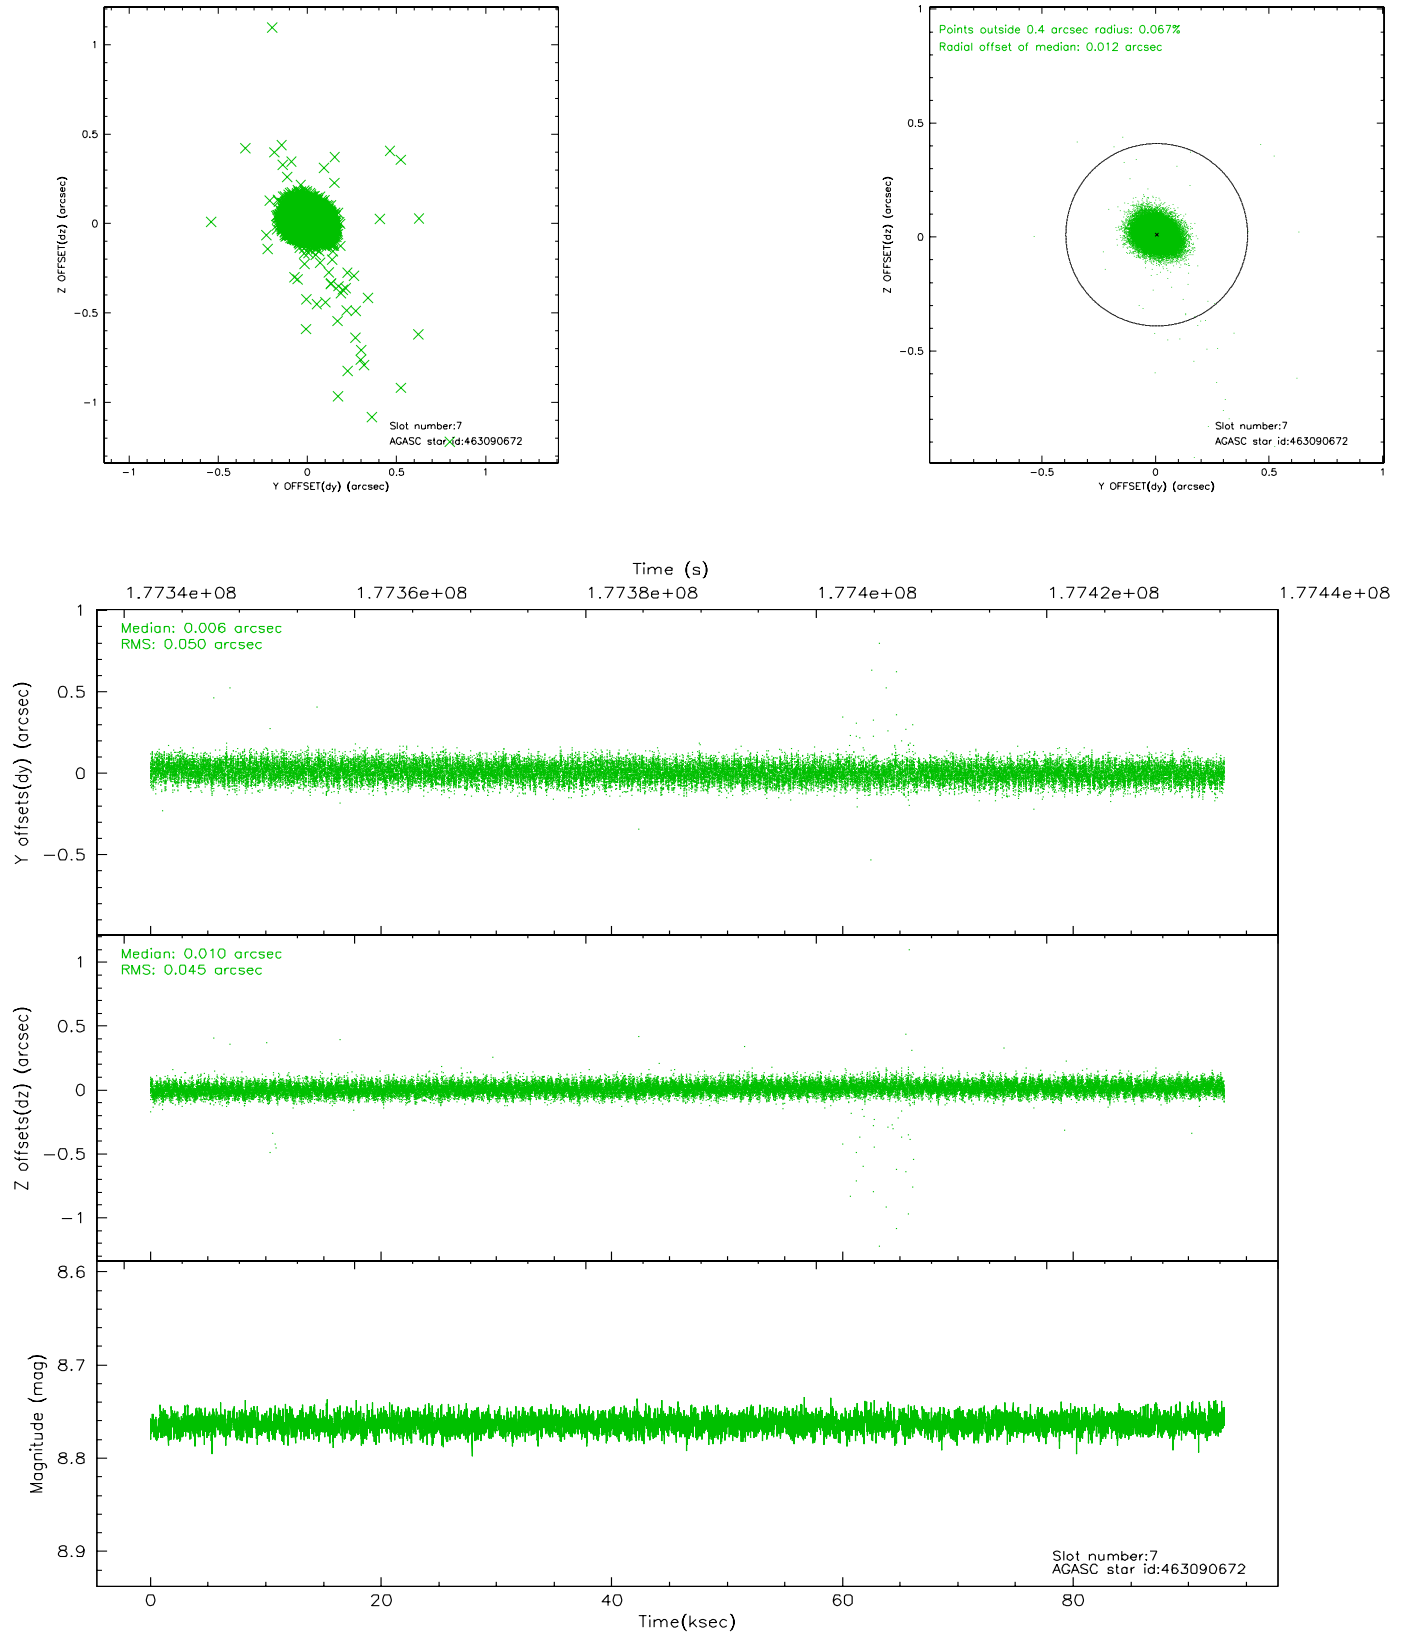 1
0.5
0
−0.5
−1
Z OFFSET(dz) (arcsec)
−1
−0.5
0
0.5
1
Y OFFSET(dy) (arcsec)
Slot number:7
AGASC star id:463090672
Points outside 0.4 arcsec radius: 0.067%
Radial offset of median: 0.012 arcsec
1
0.5
0
−0.5
Z OFFSET(dz) (arcsec)
−0.5
0
0.5
1
Y OFFSET(dy) (arcsec)
Slot number:7
AGASC star id:463090672
Time (s)
1.7734e+08
1.7736e+08
1.7738e+08
1.774e+08
1.7742e+08
1.7744e+08
Median: 0.006 arcsec
RMS: 0.050 arcsec
1
0.5
0
−0.5
Y offsets(dy) (arcsec)
Median: 0.010 arcsec
RMS: 0.045 arcsec
1
0.5
0
−0.5
−1
Z offsets(dz) (arcsec)
8.6
8.7
8.8
8.9
Magnitude (mag)
Slot number:7
AGASC star id:463090672
0
20
40
60
80
Time(ksec)